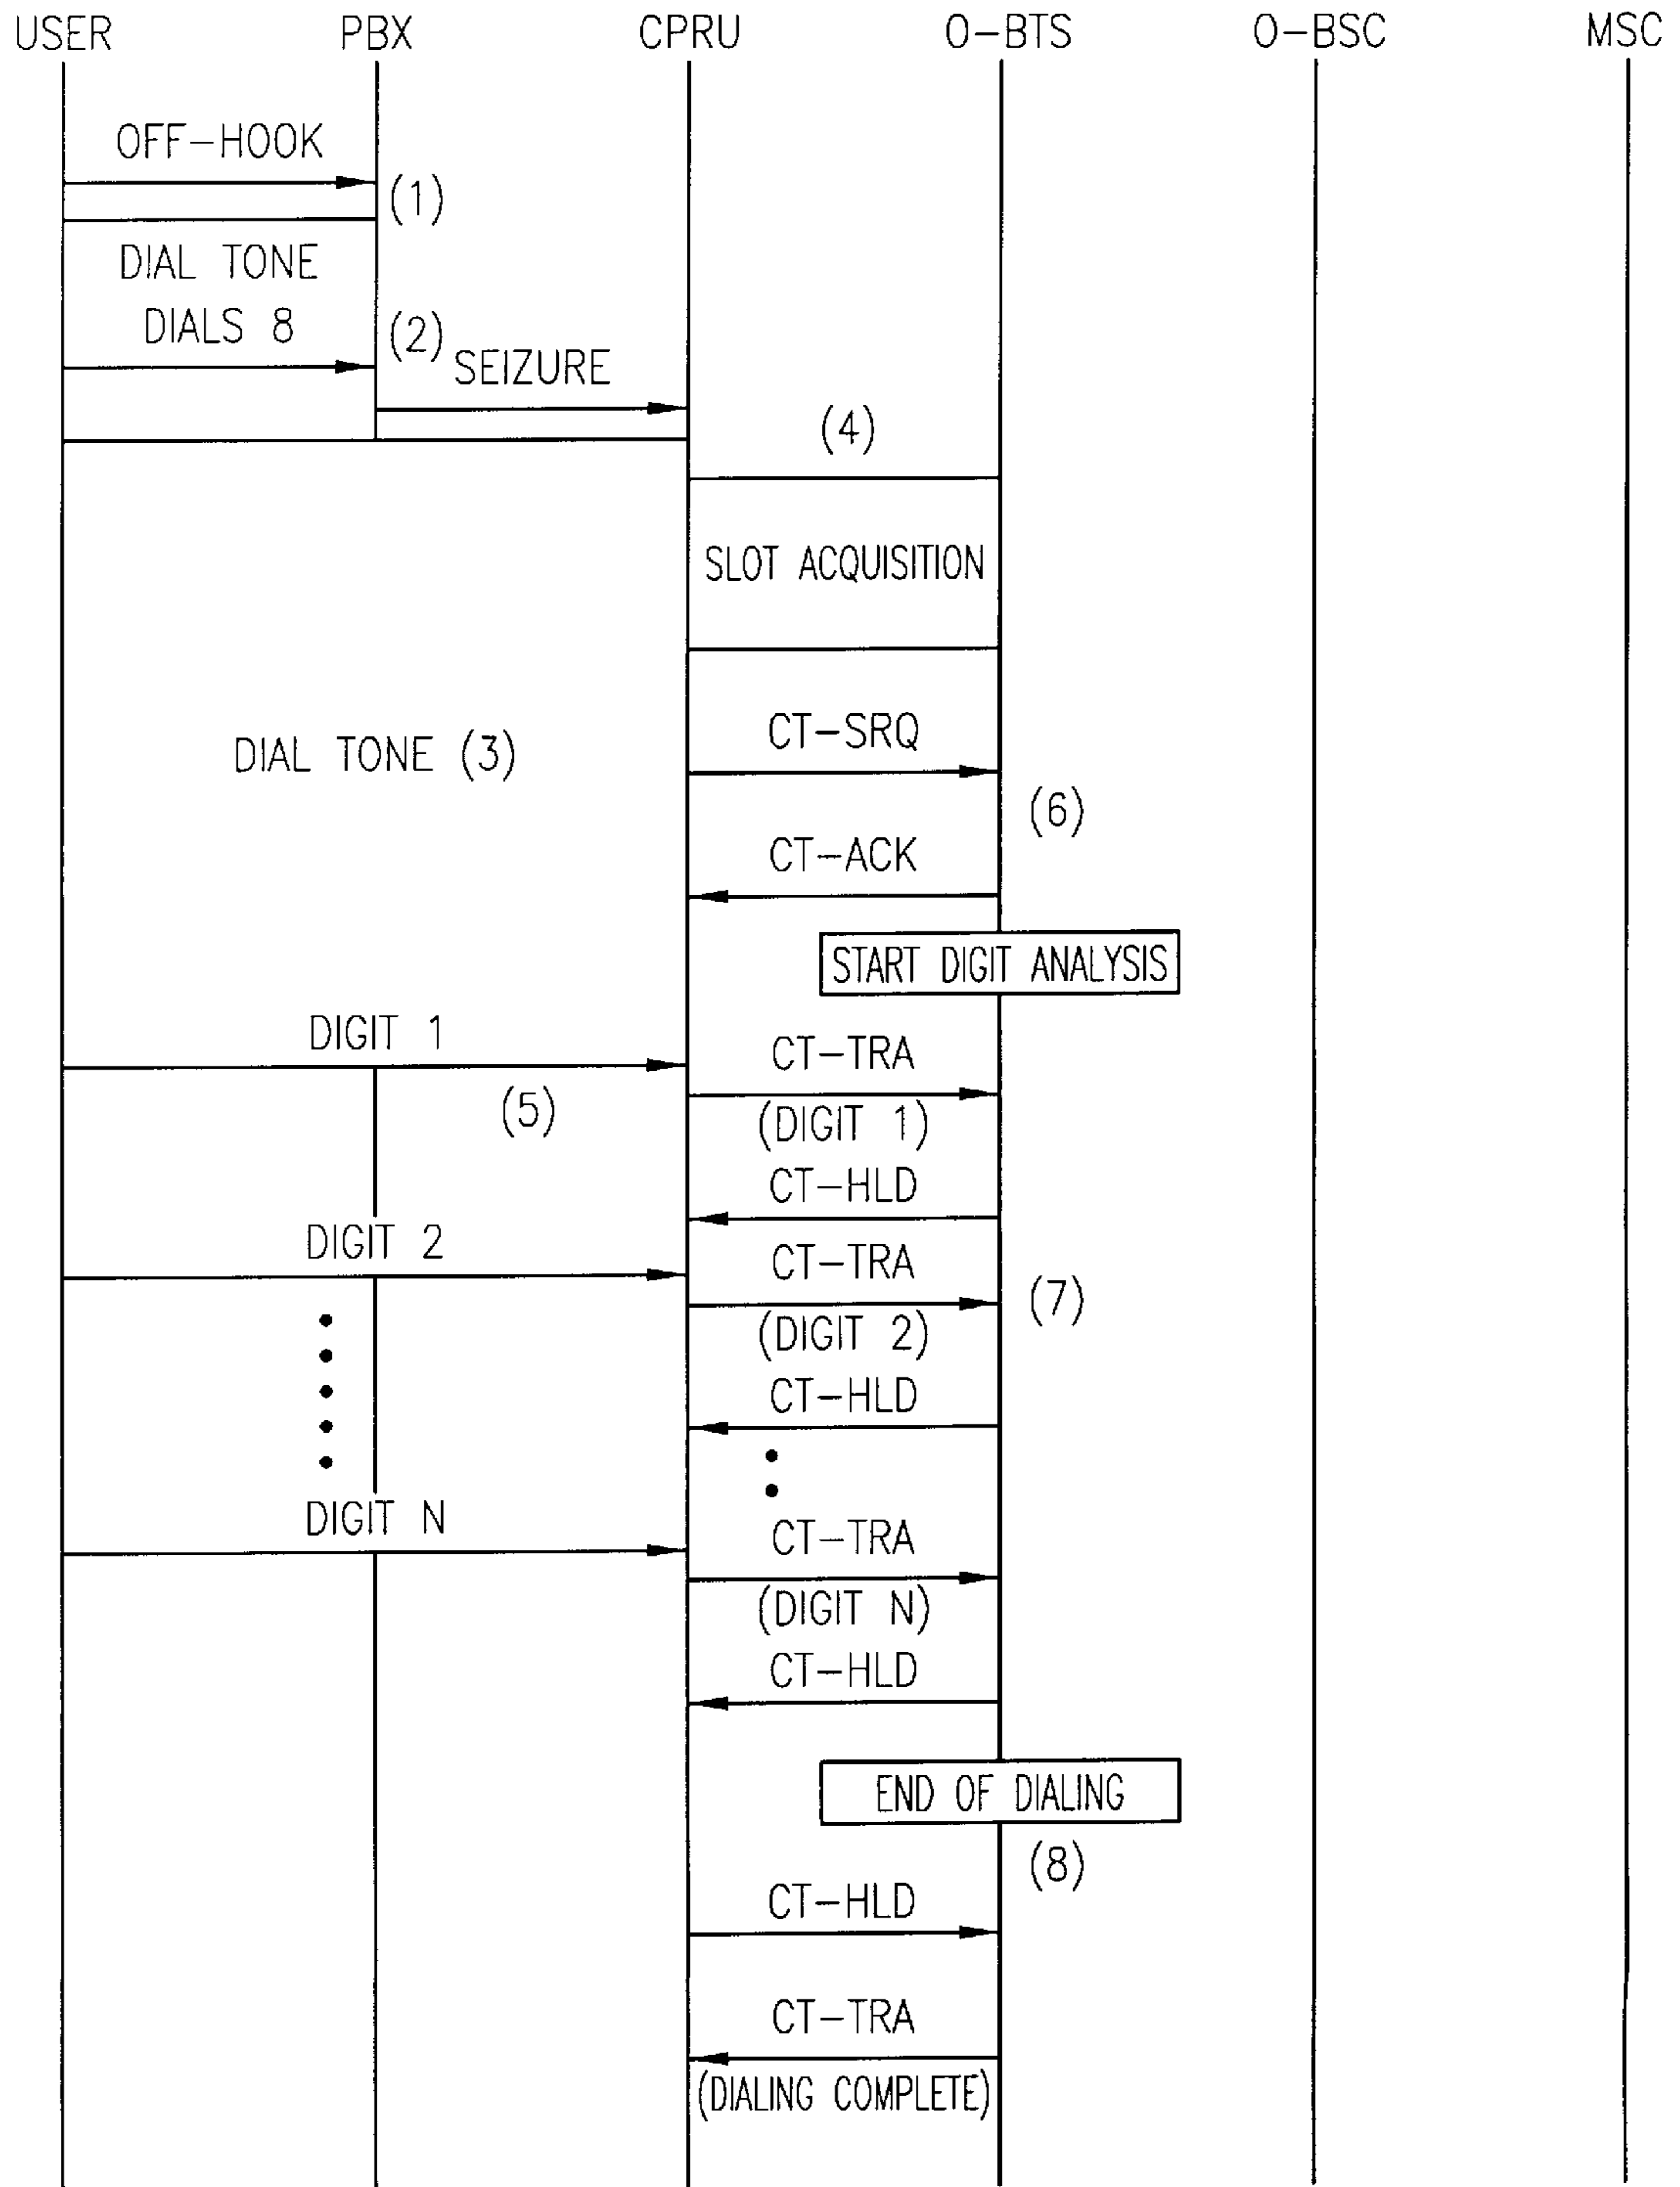 USER PBX CPRU O-BTS O-BSC MSC
OFF-HOOK
(1)
DIAL TONE
DIALS 8
(2)
SEIZURE
(4)
SLOT ACQUISITION
CT-SRQ
DIAL TONE (3)
(6)
CT-ACK
START DIGIT ANALYSIS
DIGIT 1
CT-TRA
(5)
(DIGIT 1)
CT-HLD
DIGIT 2
CT-TRA
(7)
(DIGIT 2)
CT-HLD
DIGIT N
CT-TRA
(DIGIT N)
CT-HLD
END OF DIALING
(8)
CT-HLD
CT-TRA
(DIALING COMPLETE)